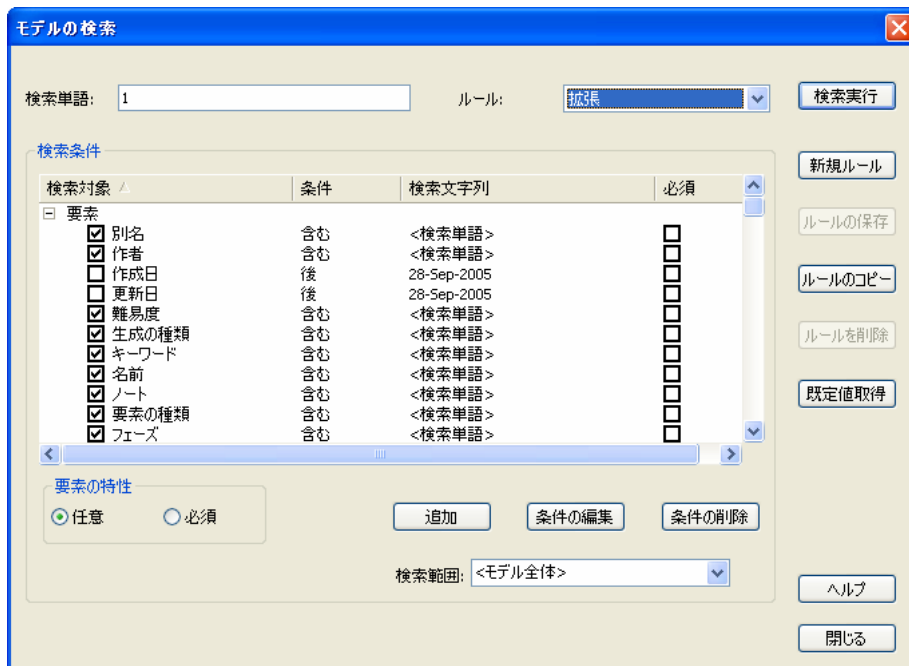 モデルの検索
検索単語: 1 ルール: 拡張 検索実行
検索条件
新規ルール
検索対象 条件 検索文字列 必須
要素
別名 含む <検索単語>
ルールの保存
作者 含む <検索単語>
作成日 後 28-Sep-2005
ルールのコピー
更新日 後 28-Sep-2005
難易度 含む <検索単語>
生成の種類 含む <検索単語>
ルールを削除
キーワード 含む <検索単語>
名前 含む <検索単語>
ノート 含む <検索単語>
既定値取得
要素の種類 含む <検索単語>
フェーズ 含む <検索単語>
要素の特性
任意 必須
追加 条件の編集 条件の削除
検索範囲: <モデル全体>
ヘルプ
閉じる